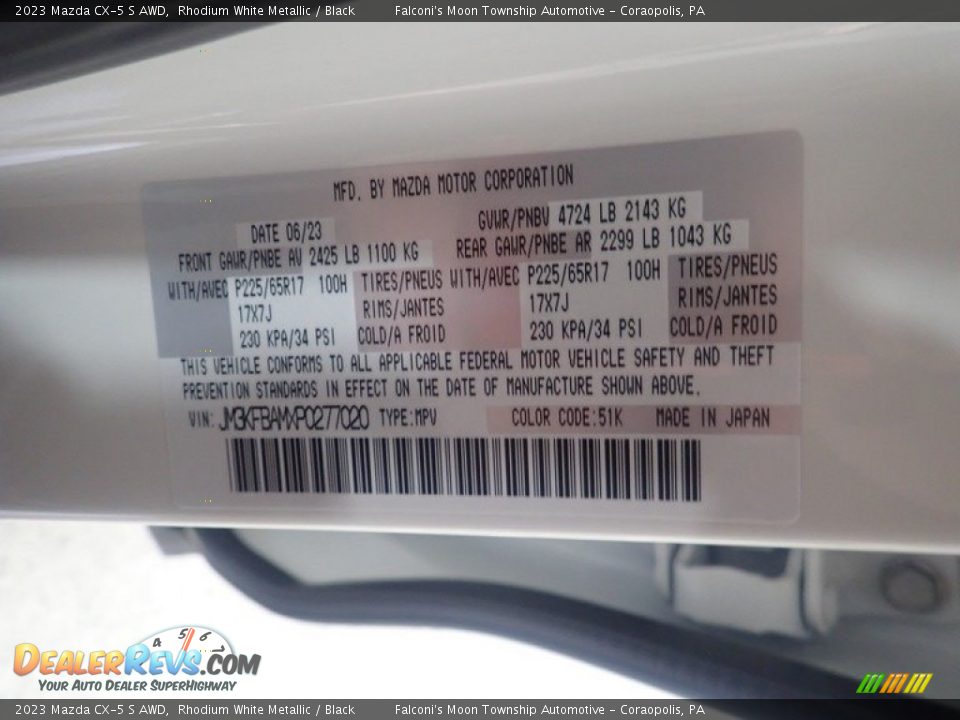 2023 Mazda CX-5 S AWD,  Rhodium White Metallic / Black        Falconi's Moon Township Automotive - Coraopolis, PA
MFD. BY MAZDA MOTOR CORPORATION
DATE 06/23 GVWR/PNBV 4724 LB 2143 KG
FRONT GAWR/PNBE AV 2425 LB 1100 KG REAR GAWR/PNBE AR 2299 LB 1043 KG
WITH/AVEC P225/65R17 100H TIRES/PNEUS WITH/AVEC P225/65R17 100H TIRES/PNEUS
17X7J RIMS/JANTES 17X7J RIMS/JANTES
230 KPA/34 PSI COLD/A FROID 230 KPA/34 PSI COLD/A FROID
THIS VEHICLE CONFORMS TO ALL APPLICABLE FEDERAL MOTOR VEHICLE SAFETY AND THEFT
PREVENTION STANDARDS IN EFFECT ON THE DATE OF MANUFACTURE SHOWN ABOVE.
VIN: JM3KFBAMXP0277020 TYPE:MPV COLOR CODE:51K MADE IN JAPAN
4 5 6
DealerRevs.com
Your Auto Dealer SuperHighway
2023 Mazda CX-5 S AWD,  Rhodium White Metallic / Black        Falconi's Moon Township Automotive - Coraopolis, PA